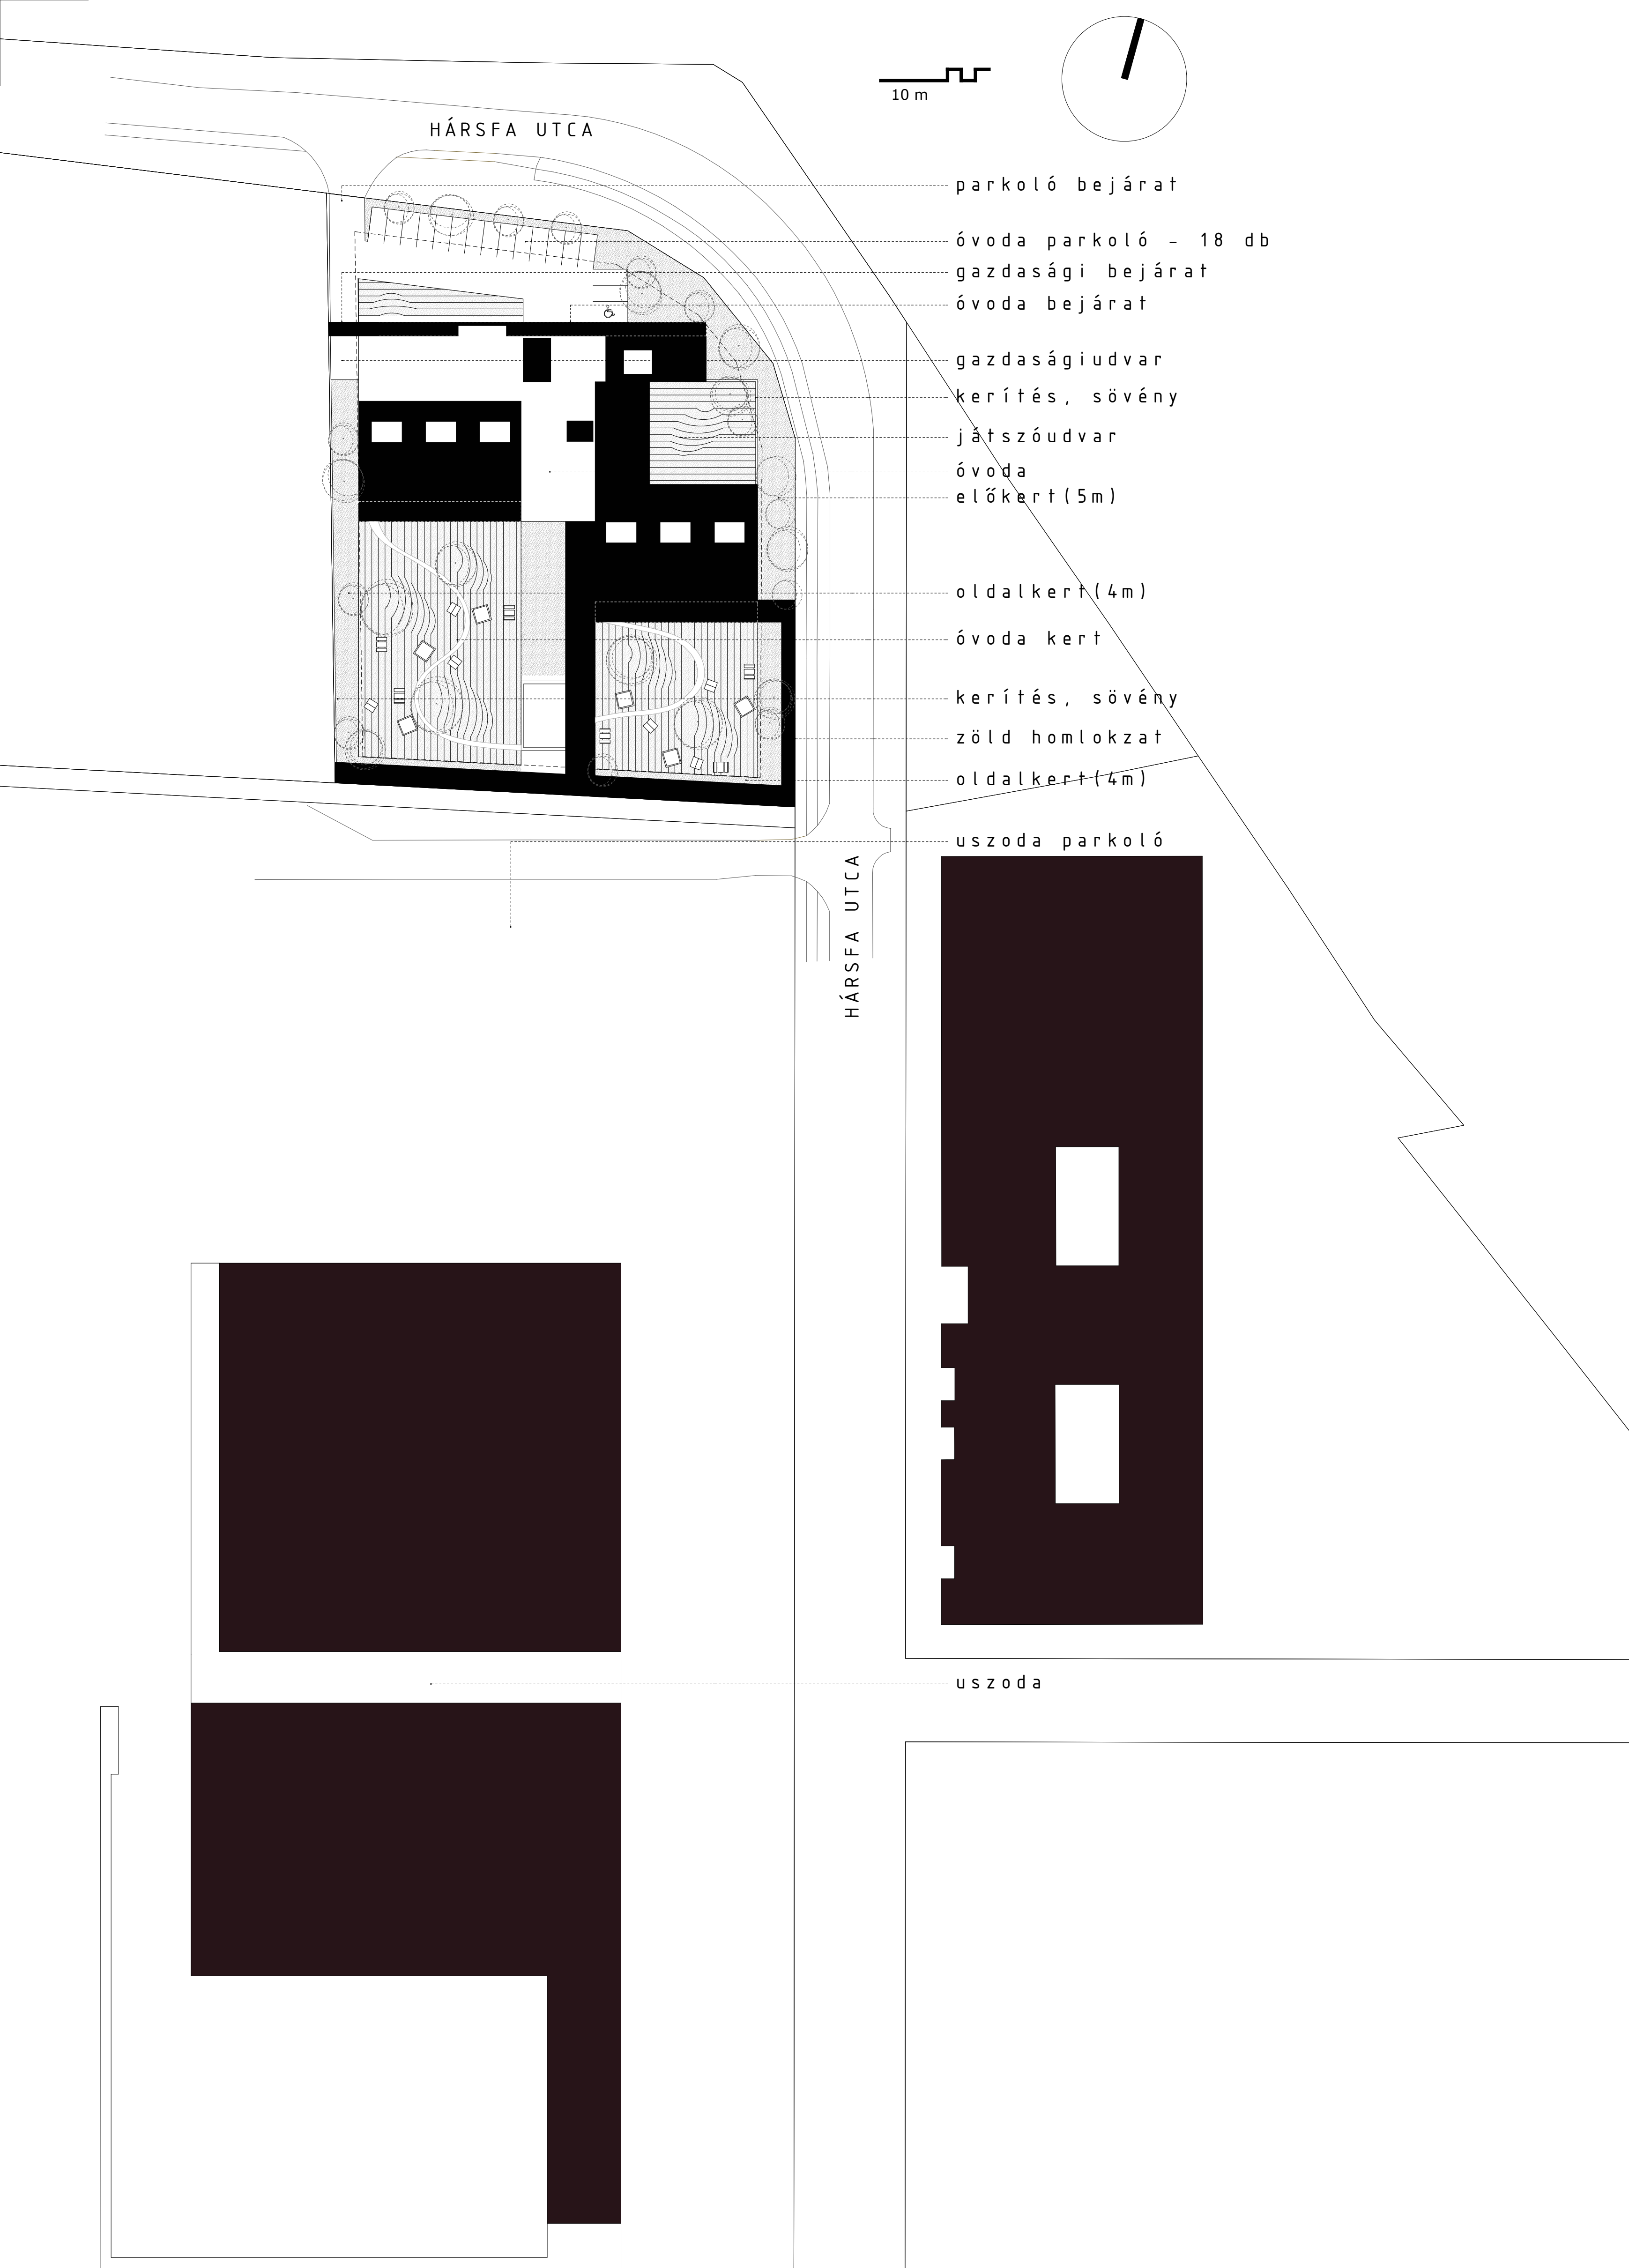 10 m
HÁRSFA UTCA
parkoló bejárat
óvoda parkoló - 18 db
gazdasági bejárat
óvoda bejárat
gazdaságiudvar
kerítés, sövény
játszóudvar
óvoda
előkert(5m)
oldalkert(4m)
óvoda kert
kerítés, sövény
zöld homlokzat
oldalkert(4m)
uszoda parkoló
HÁRSFA UTCA
uszoda